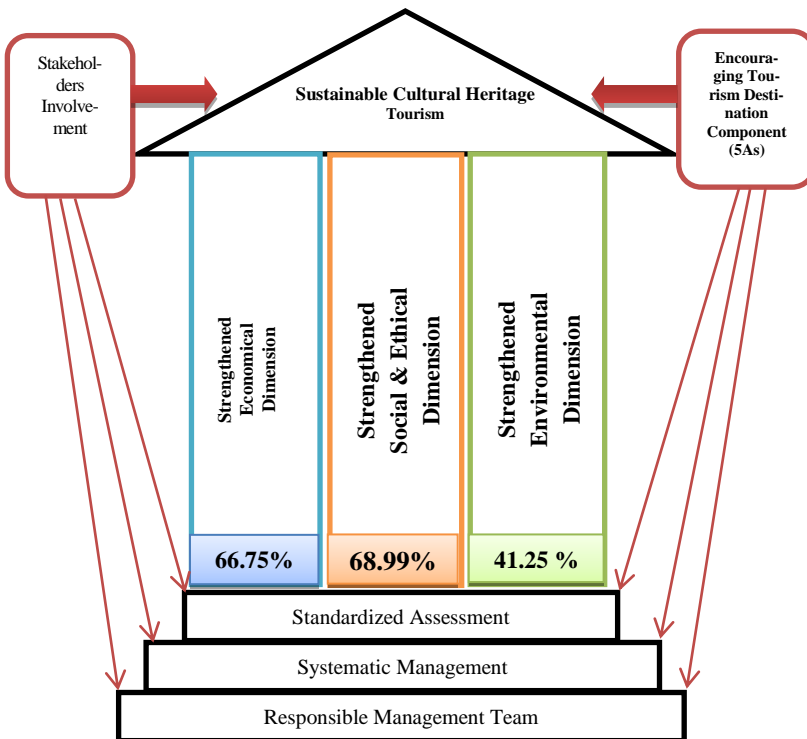 Stakehol-
ders
Involve-
ment
Sustainable Cultural Heritage
Tourism
Encoura-
ging Tou-
rism Desti-
nation
Component
(5As)
Strengthened
Economical
Dimension
Strengthened
Social & Ethical
Dimension
Strengthened
Environmental
Dimension
66.75%
68.99%
41.25 %
Standardized Assessment
Systematic Management
Responsible Management Team